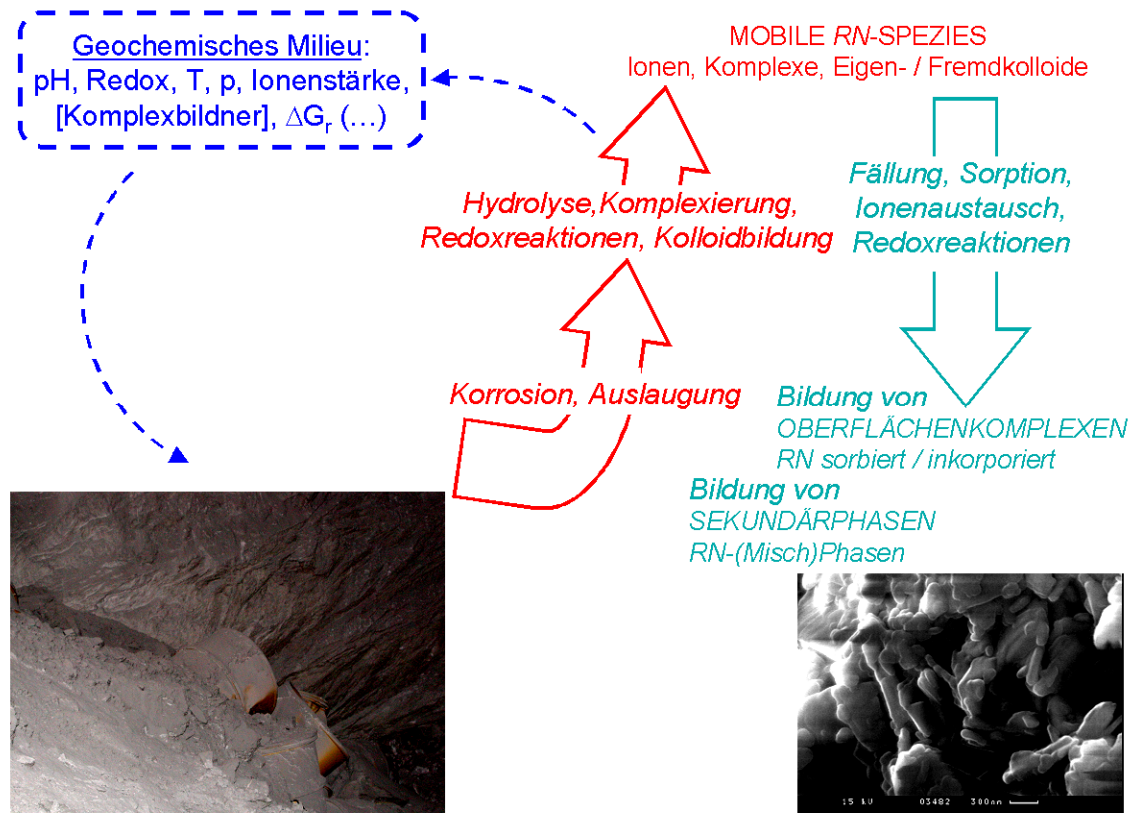 Geochemisches Milieu:
pH, Redox, T, p, Ionenstärke,
[Komplexbildner], ΔGr (...)
MOBILE RN-SPEZIES
Ionen, Komplexe, Eigen- / Fremdkolloide
Hydrolyse,Komplexierung,
Redoxreaktionen, Kolloidbildung
Fällung, Sorption,
Ionenaustausch,
Redoxreaktionen
Korrosion, Auslaugung
Bildung von
OBERFLÄCHENKOMPLEXEN
RN sorbiert / inkorporiert
Bildung von
SEKUNDÄRPHASEN
RN-(Misch)Phasen
15 kV 03482 300nm